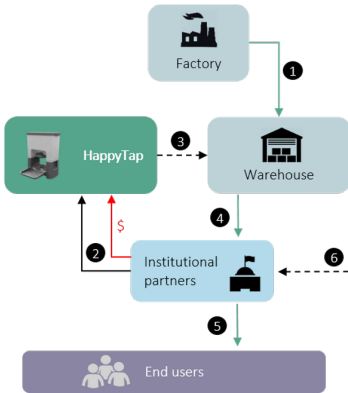 Factory
1
HappyTap
3
Warehouse
4
$
2
Institutional
partners
6
5
End users